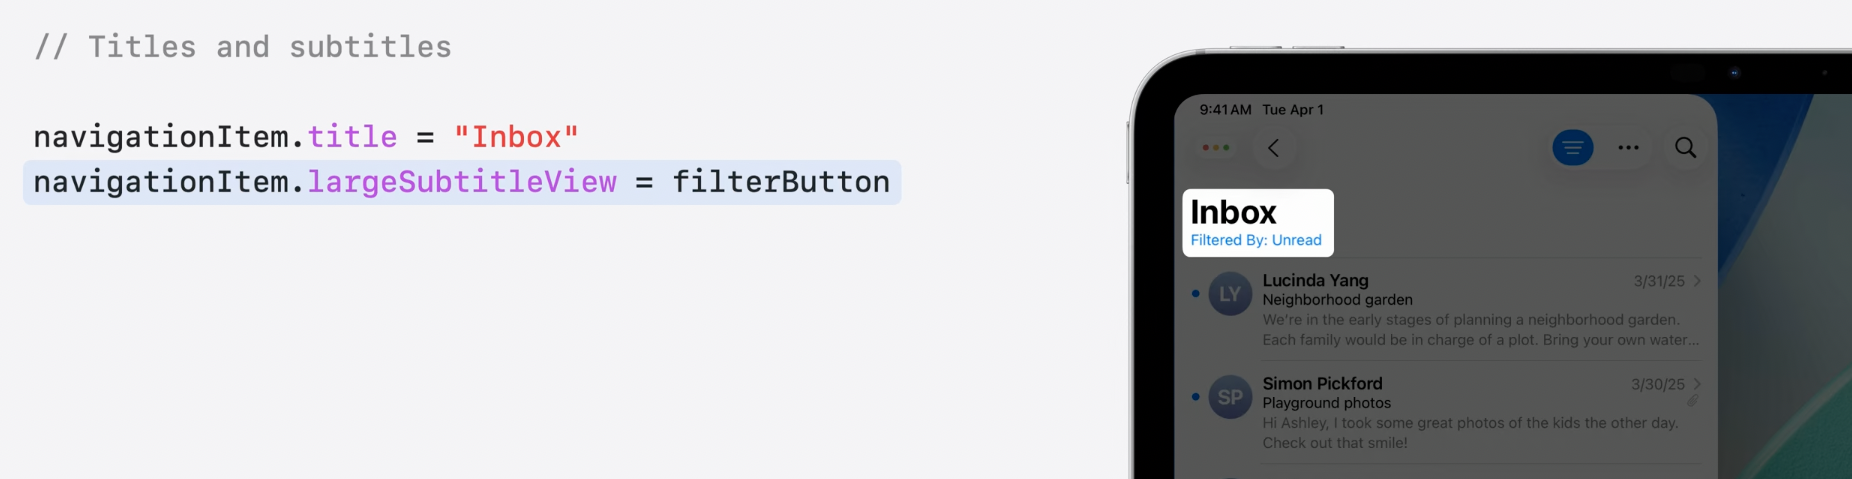 // Titles and subtitles
navigationItem.title = "Inbox"
navigationItem.largeSubtitleView = filterButton
9:41 AM Tue Apr 1
Inbox
Filtered By: Unread
LY
Lucinda Yang
3/31/25
Neighborhood garden
We're in the early stages of planning a neighborhood garden.
Each family would be in charge of a plot. Bring your own water...
SP
Simon Pickford
3/30/25
Playground photos
Hi Ashley, I took some great photos of the kids the other day.
Check out that smile!